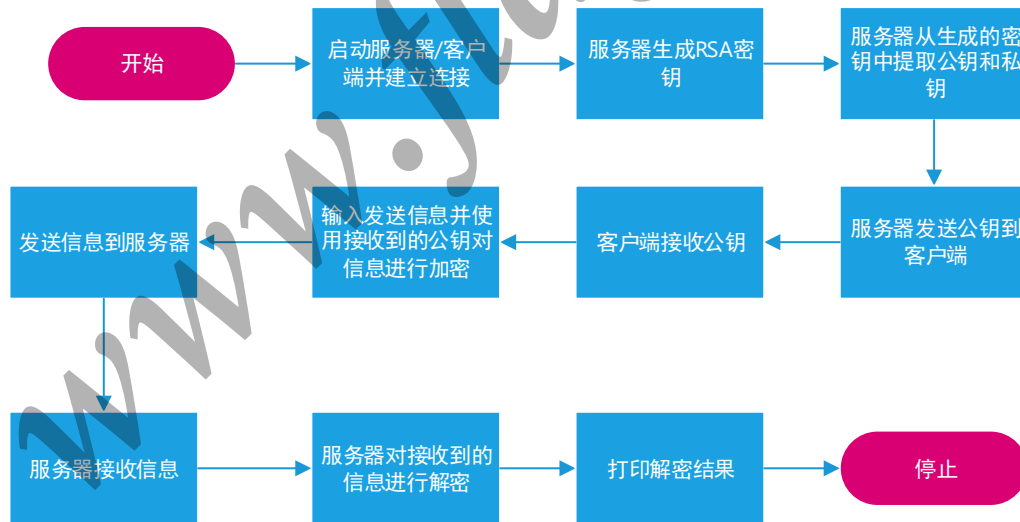 开始
启动服务器/客户
端并建立连接
服务器生成RSA密
钥
服务器从生成的密
钥中提取公钥和私
钥
服务器发送公钥到
客户端
客户端接收公钥
输入发送信息并使
用接收到的公钥对
信息进行加密
发送信息到服务器
服务器接收信息
服务器对接收到的
信息进行解密
打印解密结果
停止